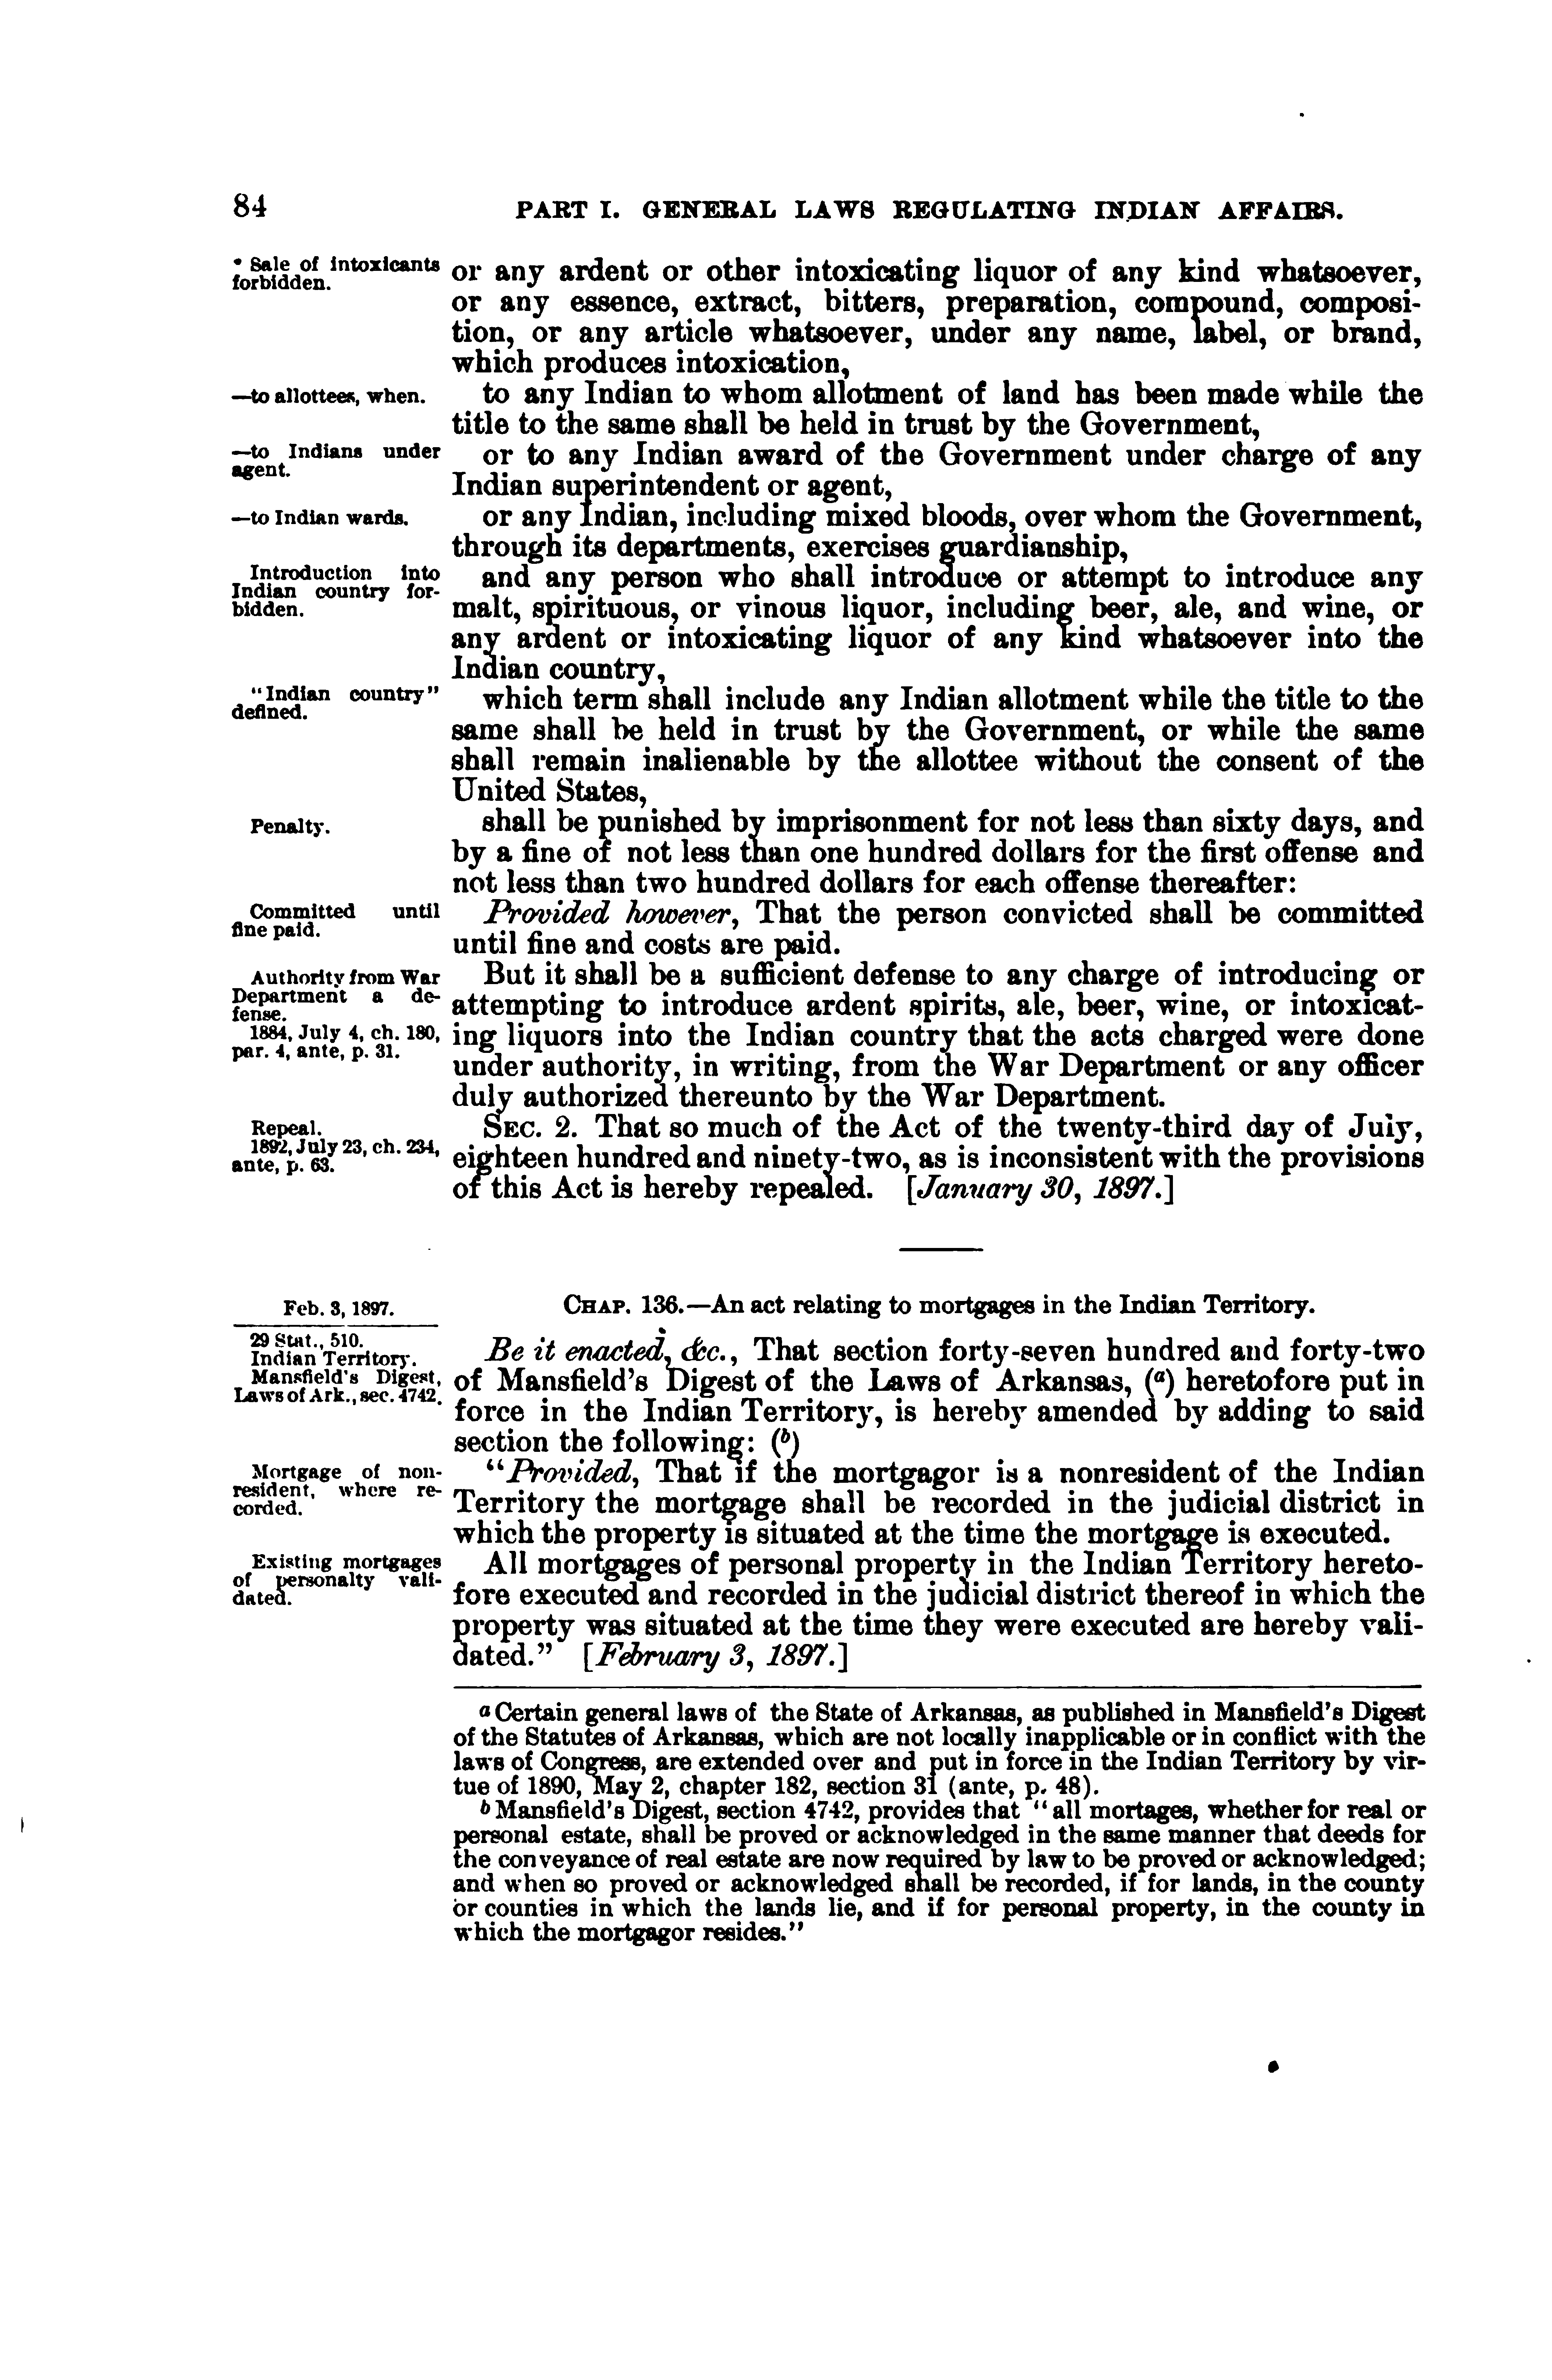 84
PART I. GENERAL LAWS REGULATING INDIAN AFFAIRS.
Sale of intoxicants
forbidden.
or any ardent or other intoxicating liquor of any kind whatsoever,
or any essence, extract, bitters, preparation, compound, composi-
tion, or any article whatsoever, under any name, label, or brand,
which produces intoxication,
—to allottees, when.
to any Indian to whom allotment of land has been made while the
title to the same shall be held in trust by the Government,
—to Indians under
agent.
or to any Indian award of the Government under charge of any
Indian superintendent or agent,
—to Indian wards.
or any Indian, including mixed bloods, over whom the Government,
through its departments, exercises guardianship,
Introduction into
Indian country for-
bidden.
and any person who shall introduce or attempt to introduce any
malt, spirituous, or vinous liquor, including beer, ale, and wine, or
any ardent or intoxicating liquor of any kind whatsoever into the
Indian country,
"Indian country"
defined.
which term shall include any Indian allotment while the title to the
same shall be held in trust by the Government, or while the same
shall remain inalienable by the allottee without the consent of the
United States,
Penalty.
shall be punished by imprisonment for not less than sixty days, and
by a fine of not less than one hundred dollars for the first offense and
not less than two hundred dollars for each offense thereafter:
Committed until
fine paid.
Provided however, That the person convicted shall be committed
until fine and costs are paid.
Authority from War
Department a de-
fense.
1884, July 4, ch. 180,
par. 4, ante, p. 31.
But it shall be a sufficient defense to any charge of introducing or
attempting to introduce ardent spirits, ale, beer, wine, or intoxicat-
ing liquors into the Indian country that the acts charged were done
under authority, in writing, from the War Department or any officer
duly authorized thereunto by the War Department.
Repeal.
1892, July 23, ch. 234,
ante, p. 63.
SEC. 2. That so much of the Act of the twenty-third day of July,
eighteen hundred and ninety-two, as is inconsistent with the provisions
of this Act is hereby repealed. [January 30, 1897.]
Feb. 3, 1897.
CHAP. 136.—An act relating to mortgages in the Indian Territory.
29 Stat., 510.
Indian Territory.
Mansfield's Digest,
Laws of Ark., sec. 4742.
Be it enacted, &c., That section forty-seven hundred and forty-two
of Mansfield's Digest of the Laws of Arkansas, (a) heretofore put in
force in the Indian Territory, is hereby amended by adding to said
section the following: (b)
Mortgage of non-
resident, where re-
corded.
"Provided, That if the mortgagor is a nonresident of the Indian
Territory the mortgage shall be recorded in the judicial district in
which the property is situated at the time the mortgage is executed.
Existing mortgages
of personalty vali-
dated.
All mortgages of personal property in the Indian Territory hereto-
fore executed and recorded in the judicial district thereof in which the
property was situated at the time they were executed are hereby vali-
dated." [February 3, 1897.]
a Certain general laws of the State of Arkansas, as published in Mansfield's Digest
of the Statutes of Arkansas, which are not locally inapplicable or in conflict with the
laws of Congress, are extended over and put in force in the Indian Territory by vir-
tue of 1890, May 2, chapter 182, section 31 (ante, p. 48).
b Mansfield's Digest, section 4742, provides that "all mortages, whether for real or
personal estate, shall be proved or acknowledged in the same manner that deeds for
the conveyance of real estate are now required by law to be proved or acknowledged;
and when so proved or acknowledged shall be recorded, if for lands, in the county
or counties in which the lands lie, and if for personal property, in the county in
which the mortgagor resides."